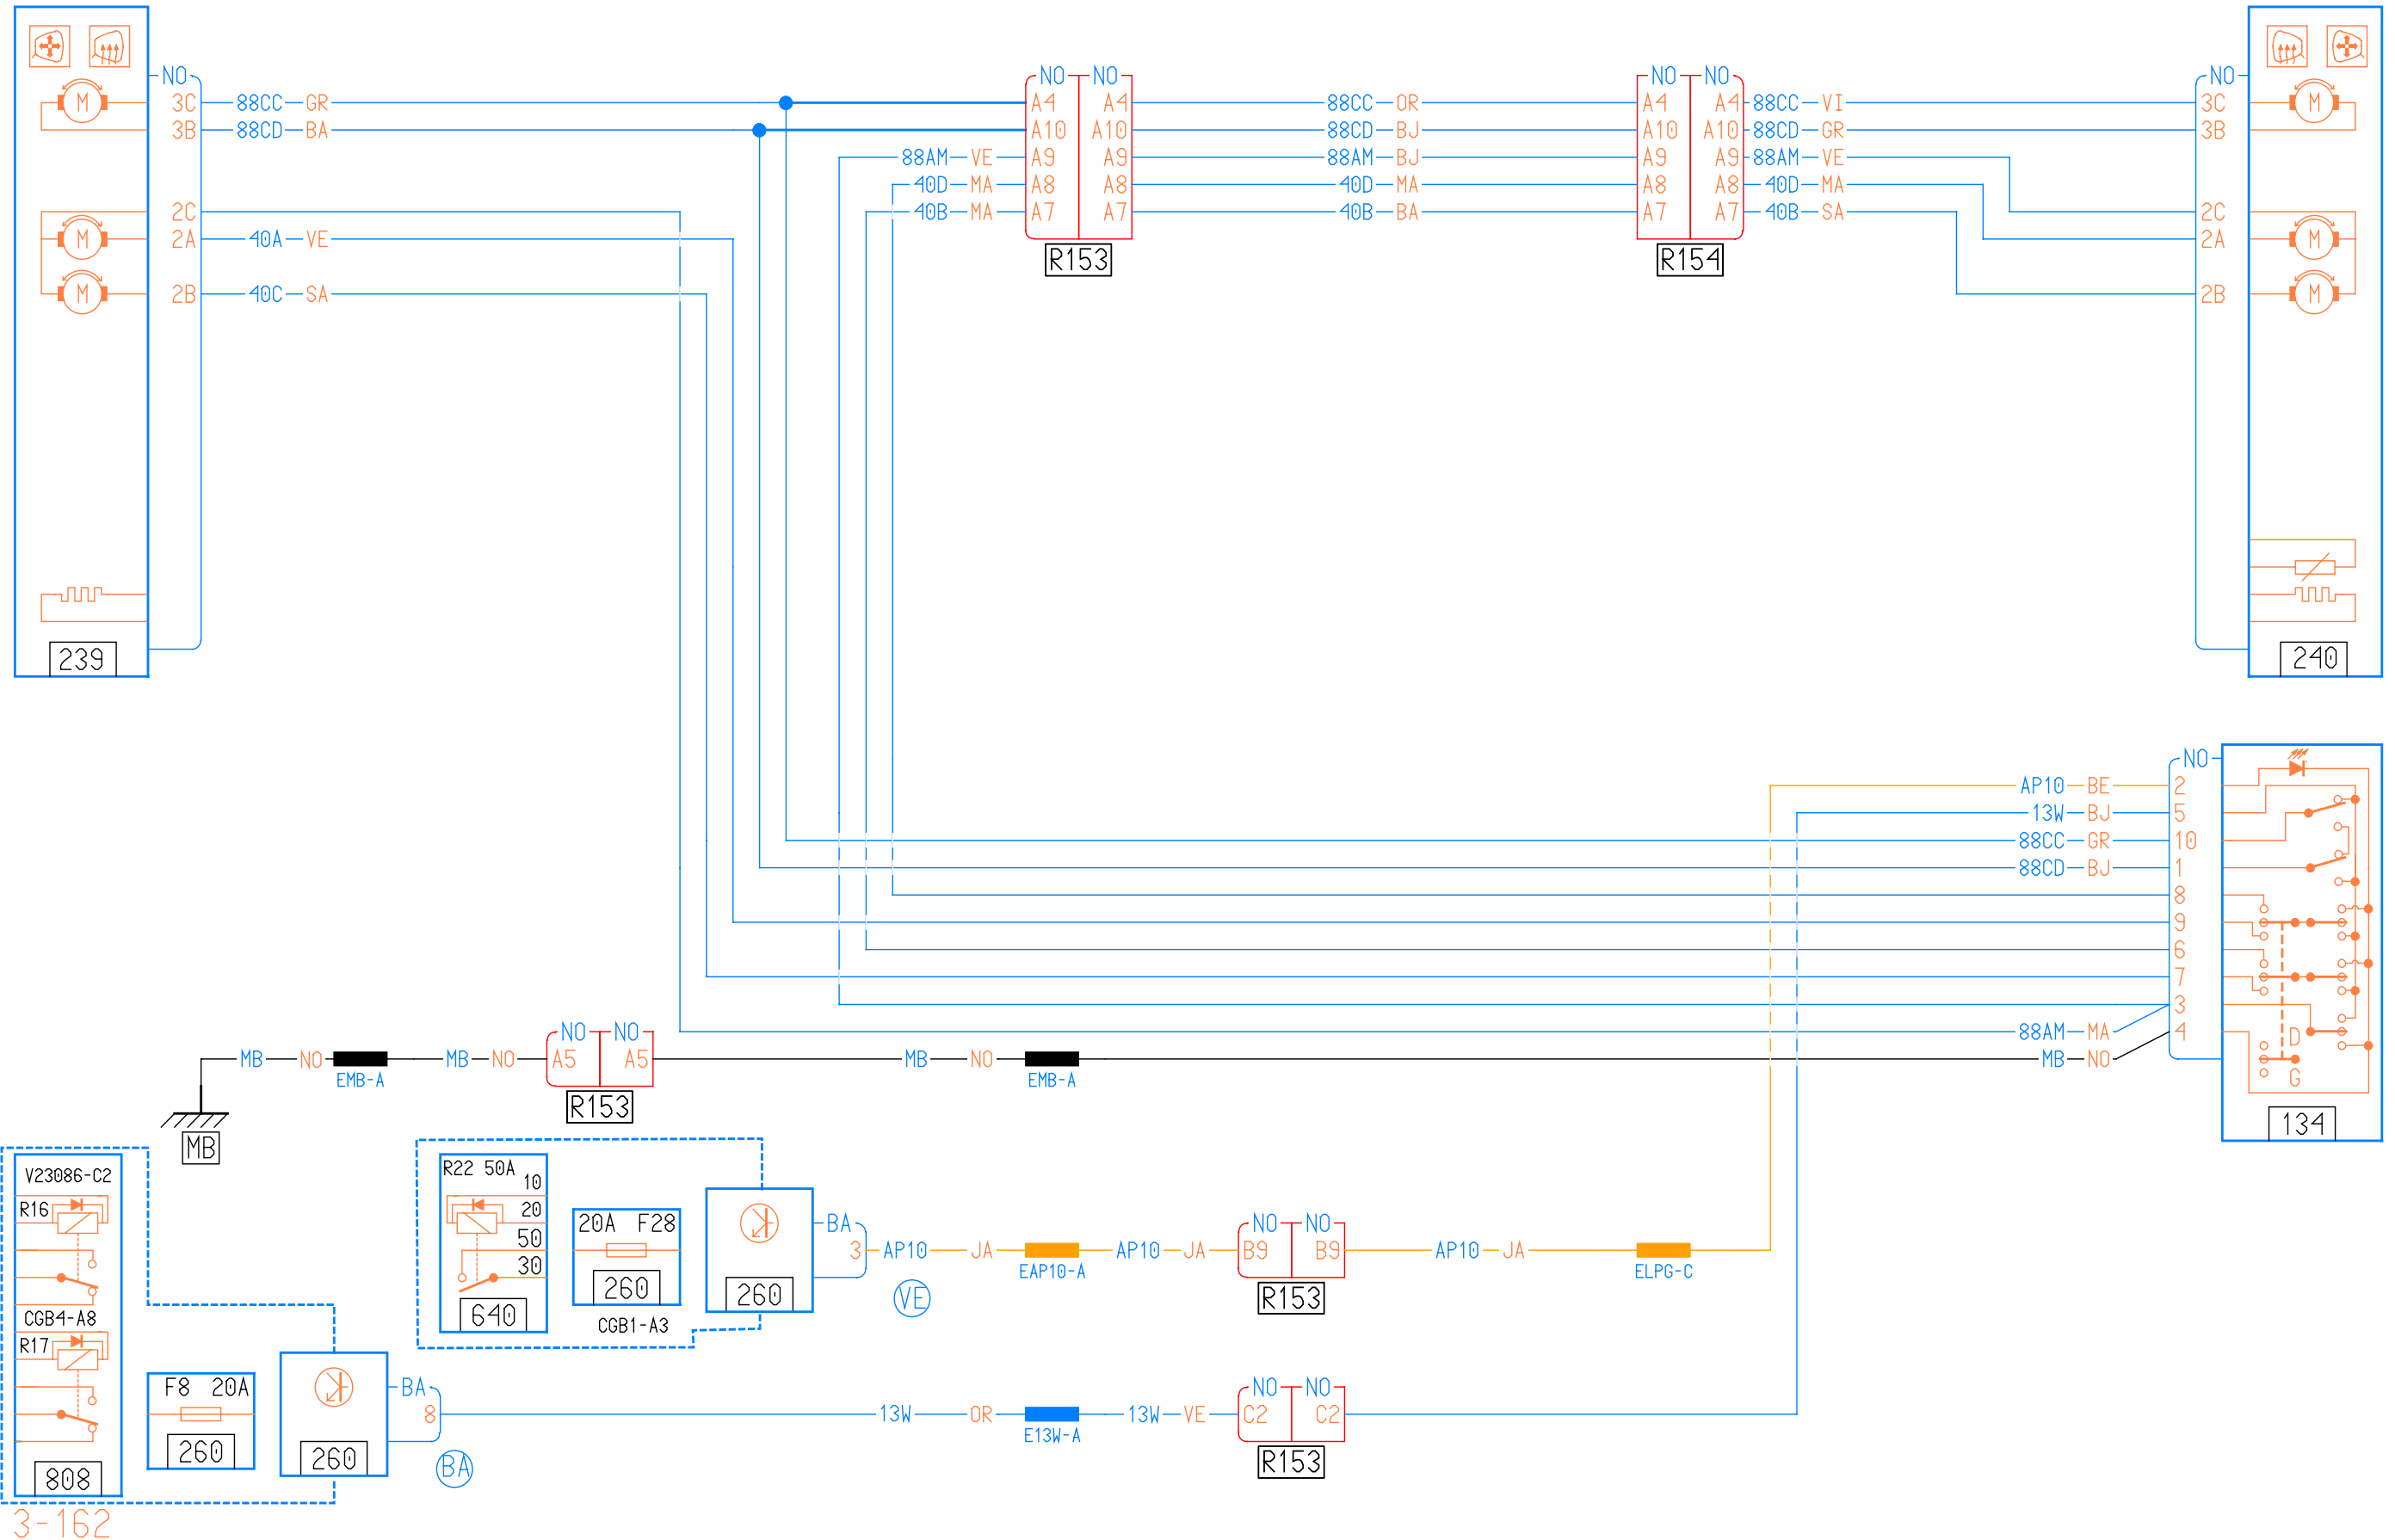 NO NO NO NO NO NO
3C 88CC GR A4 A4 88CC OR A4 A4 88CC VI 3C
M M
3B 88CD BA A10 A10 88CD BJ A10 A10 88CD GR 3B
88AM VE A9 A9 88AM BJ A9 A9 88AM VE
40D MA A8 A8 40D MA A8 A8 40D MA
2C 40B MA A7 A7 40B BA A7 A7 40B SA 2C
M 2A 40A VE 2A M
R153 R154
M 2B 40C SA 2B M
239 240
NO
AP10 BE 2
13W BJ 5
88CC GR 10
88CD BJ 1
8
9
6
7
3
NO NO 88AM MA 4 D
MB NO MB NO A5 A5 MB NO MB NO
EMB-A EMB-A G
R153 134
MB
V23086-C2 R22 50A
10
R16 20
20A F28 BA NO NO
50
3 AP10 JA AP10 JA B9 B9 AP10 JA
30 EAP10-A ELPG-C
260 260 VE R153
640
CGB4-A8 CGB1-A3
R17
F8 20A BA NO NO
8 13W OR 13W VE C2 C2
E13W-A
260 260 BA R153
808
3-162